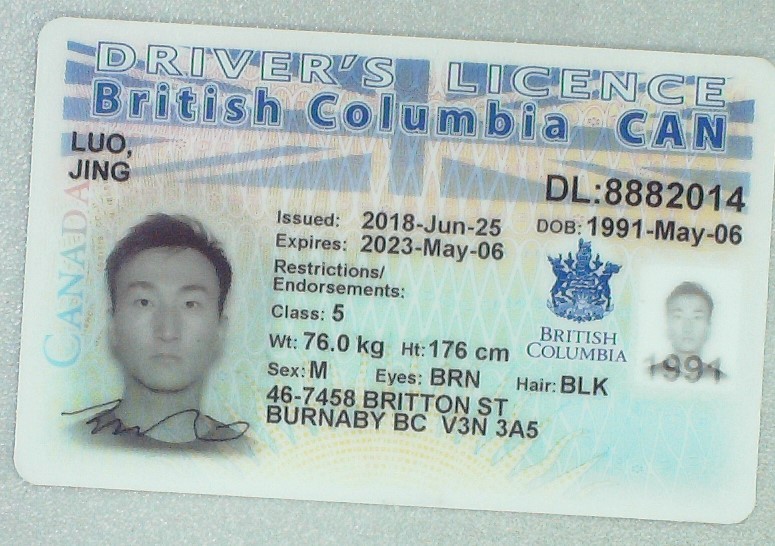 DRIVER'S LICENCE
British Columbia CAN
LUO,
JING
DL:8882014
Issued: 2018-Jun-25 DOB: 1991-May-06
Expires: 2023-May-06
Restrictions/
Endorsements:
Class: 5
Wt: 76.0 kg Ht: 176 cm
Sex: M Eyes: BRN Hair: BLK
46-7458 BRITTON ST
BURNABY BC V3N 3A5
CANADA
BRITISH
COLUMBIA
1991